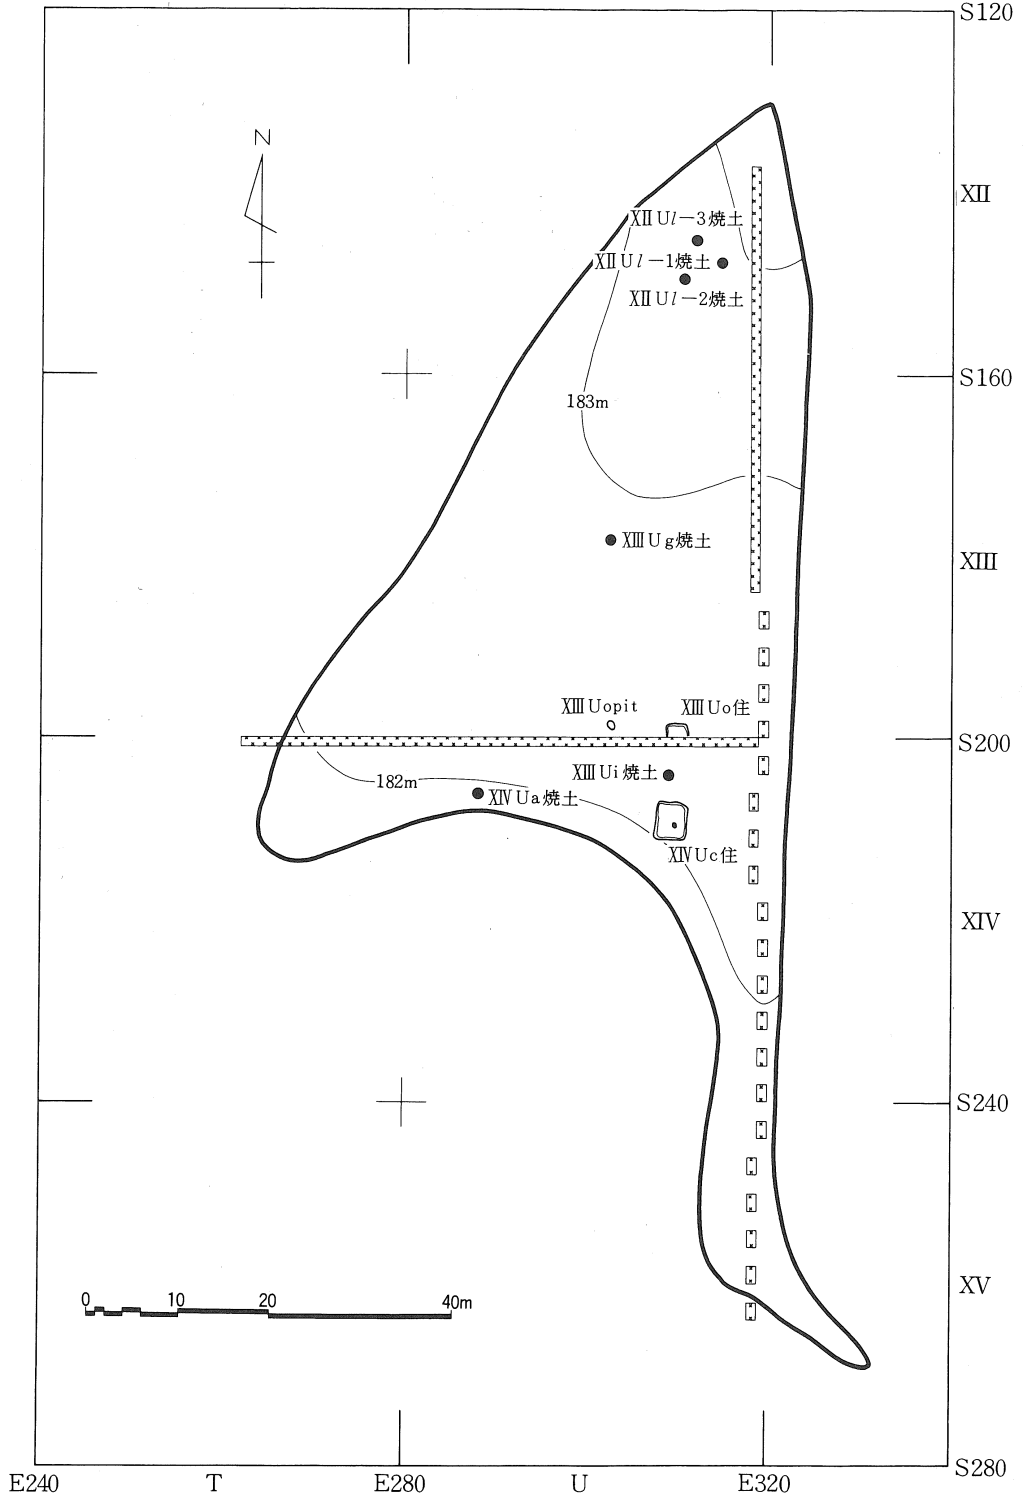 S120
N
XII
XII Ul－3焼土
XII Ul－1焼土
XII Ul－2焼土
S160
183m
XIII Ug焼土
XIII
XIII Uopit
XIII Uo住
S200
XIII Ui焼土
182m
XIV Ua焼土
XIV Uc住
XIV
S240
XV
0 10 20 40m
S280
E240 T E280 U E320